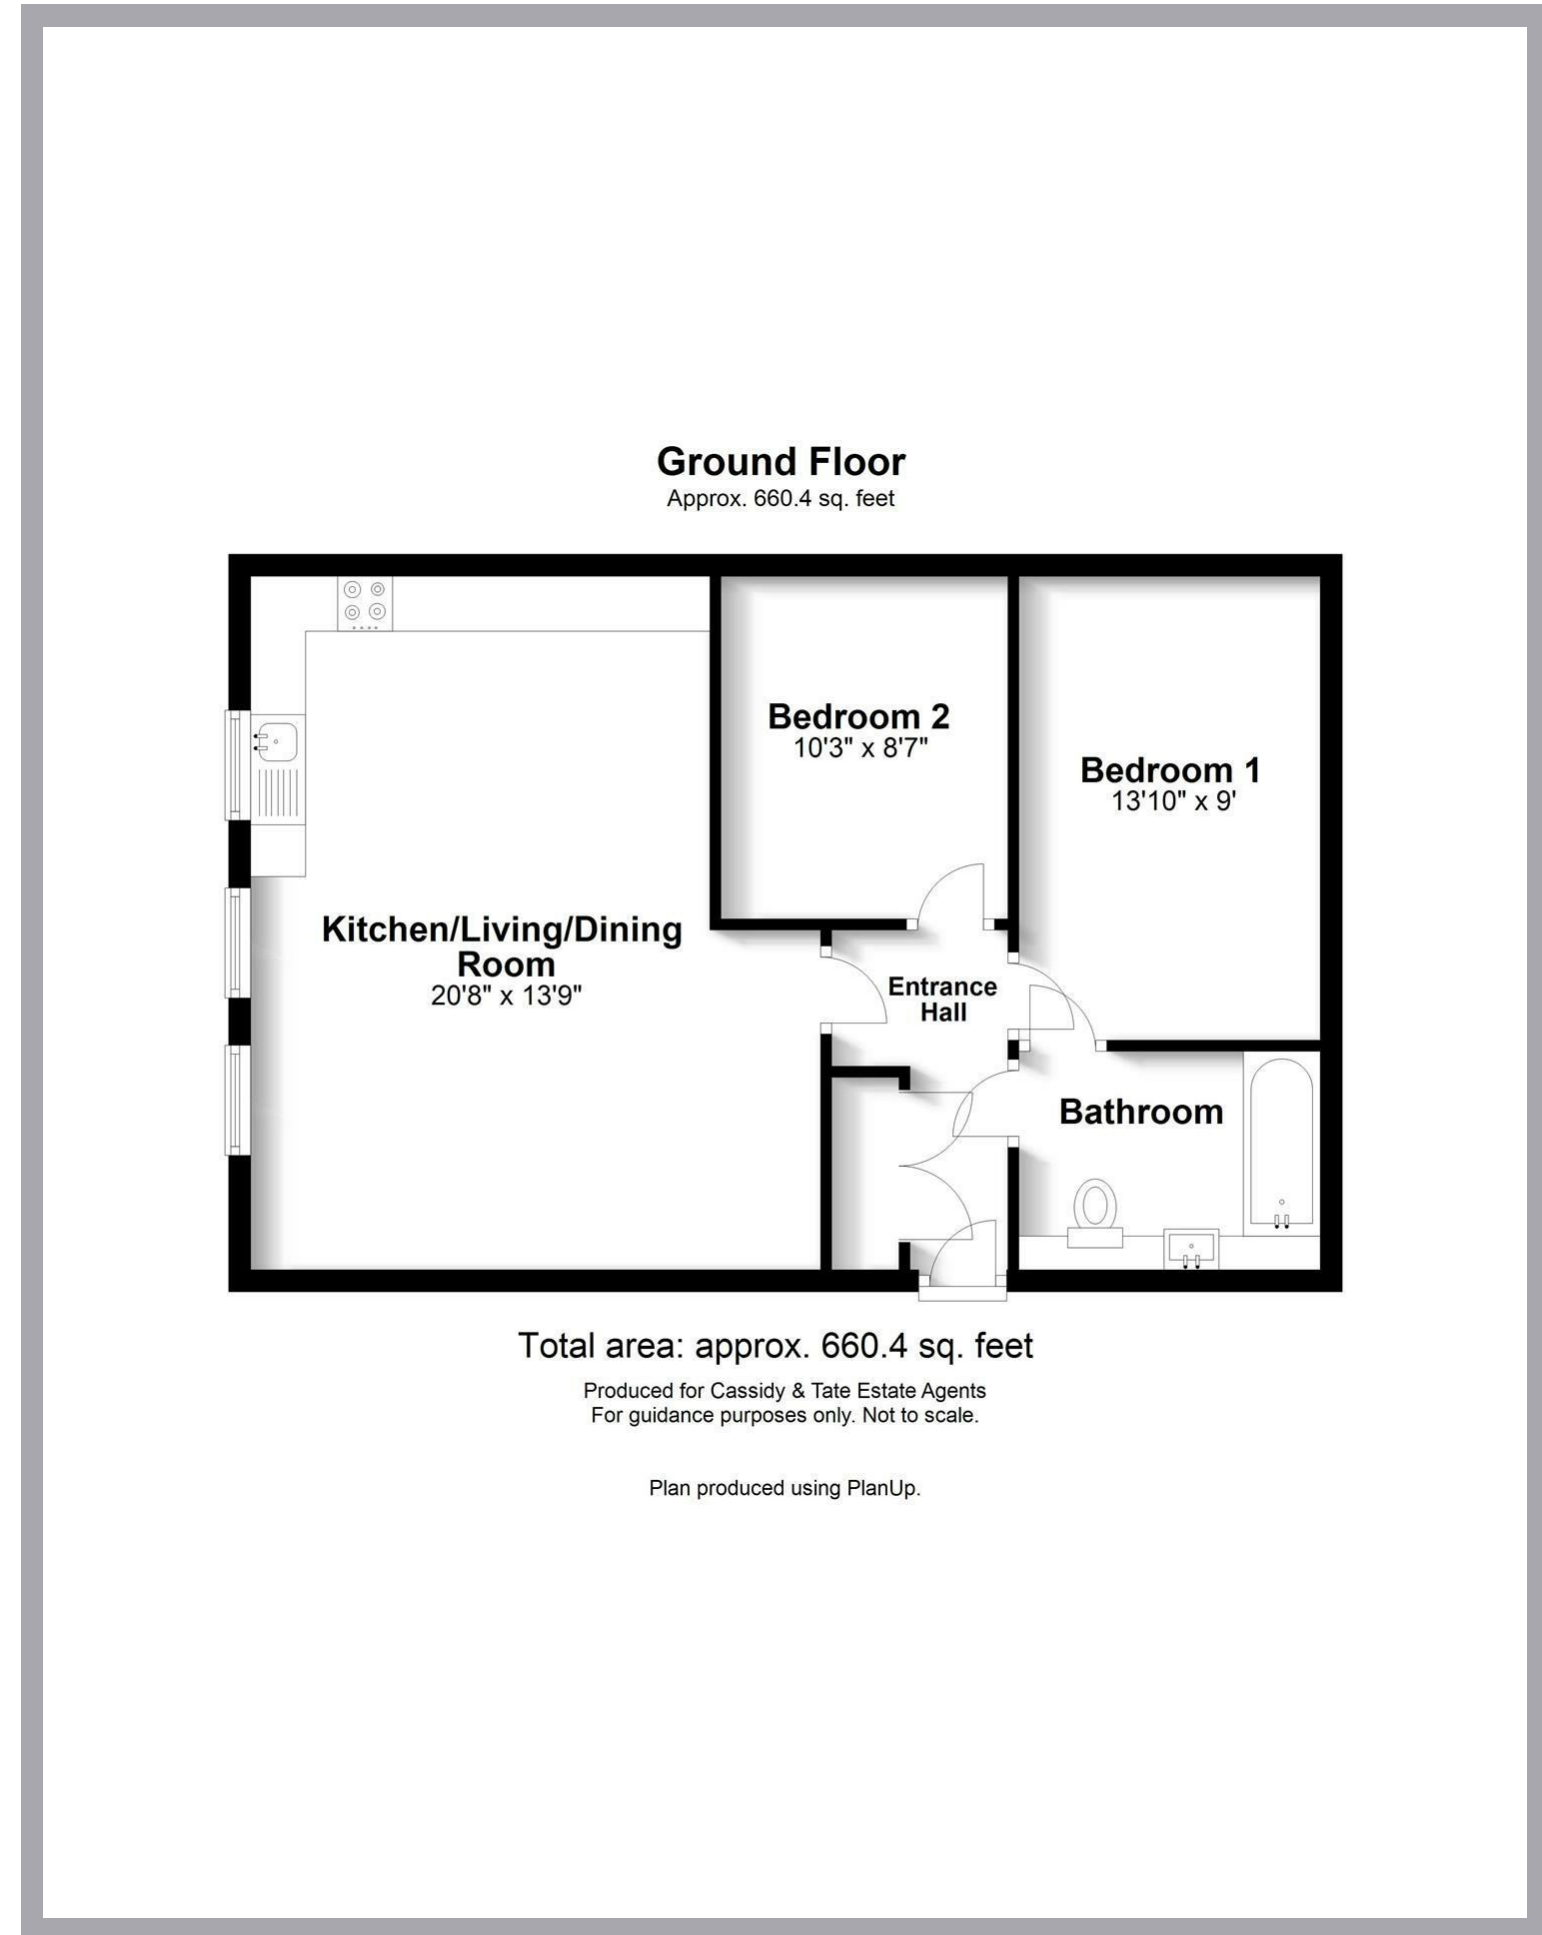 Ground Floor
Approx. 660.4 sq. feet
Bedroom 2
10'3" x 8'7"
Bedroom 1
13'10" x 9'
Kitchen/Living/Dining
Room
20'8" x 13'9"
Entrance
Hall
Bathroom
Total area: approx. 660.4 sq. feet
Produced for Cassidy & Tate Estate Agents
For guidance purposes only. Not to scale.
Plan produced using PlanUp.